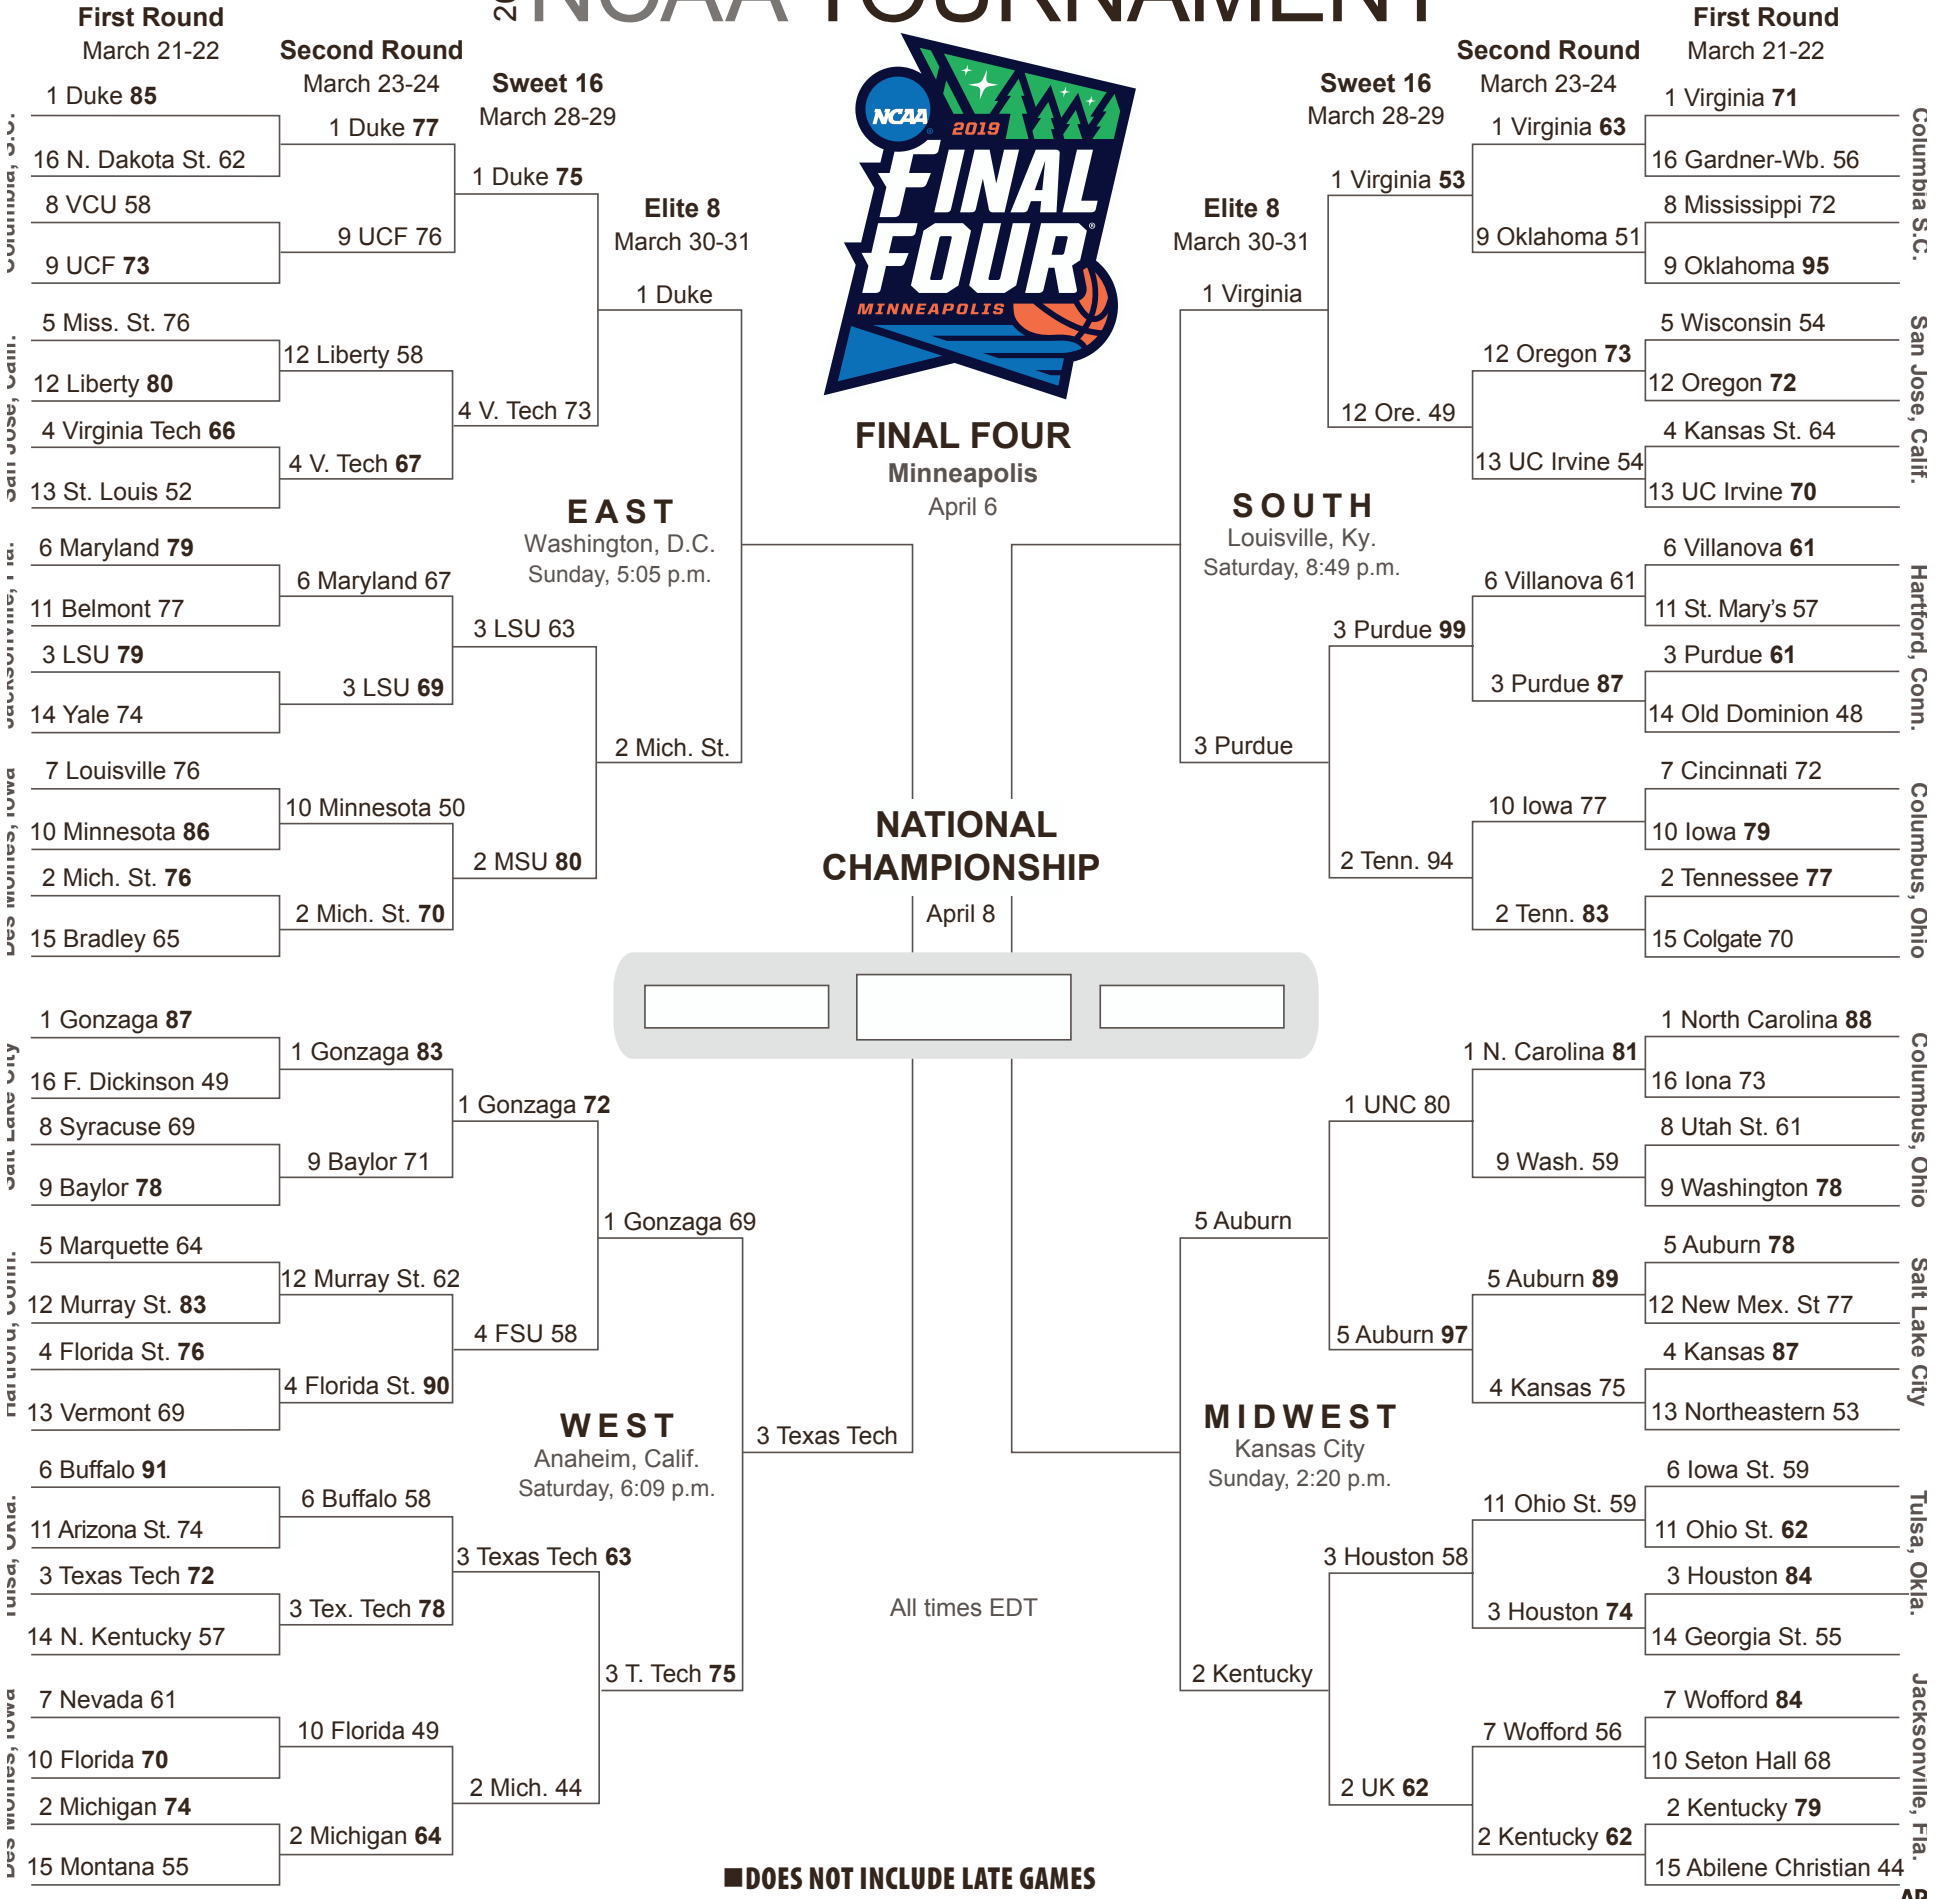 20
NCAA TOURNAMENT
First Round
March 21-22
Second Round
March 23-24
Sweet 16
March 28-29
Elite 8
March 30-31
Columbia, S.C.
1 Duke 85
16 N. Dakota St. 62
8 VCU 58
9 UCF 73
San Jose, Calif.
5 Miss. St. 76
12 Liberty 80
4 Virginia Tech 66
13 St. Louis 52
Jacksonville, Fla.
6 Maryland 79
11 Belmont 77
3 LSU 79
14 Yale 74
Des Moines, Iowa
7 Louisville 76
10 Minnesota 86
2 Mich. St. 76
15 Bradley 65
1 Duke 77
9 UCF 76
12 Liberty 58
4 V. Tech 67
6 Maryland 67
3 LSU 69
10 Minnesota 50
2 Mich. St. 70
1 Duke 75
4 V. Tech 73
3 LSU 63
2 MSU 80
1 Duke
2 Mich. St.
EAST
Washington, D.C.
Sunday, 5:05 p.m.
Salt Lake City
1 Gonzaga 87
16 F. Dickinson 49
8 Syracuse 69
9 Baylor 78
Hartford, Conn.
5 Marquette 64
12 Murray St. 83
4 Florida St. 76
13 Vermont 69
Tulsa, Okla.
6 Buffalo 91
11 Arizona St. 74
3 Texas Tech 72
14 N. Kentucky 57
Des Moines, Iowa
7 Nevada 61
10 Florida 70
2 Michigan 74
15 Montana 55
1 Gonzaga 83
9 Baylor 71
12 Murray St. 62
4 Florida St. 90
6 Buffalo 58
3 Tex. Tech 78
10 Florida 49
2 Michigan 64
1 Gonzaga 72
4 FSU 58
3 Texas Tech 63
2 Mich. 44
1 Gonzaga 69
3 T. Tech 75
3 Texas Tech
WEST
Anaheim, Calif.
Saturday, 6:09 p.m.
NCAA
®
2019
FINAL
FOUR
®
MINNEAPOLIS
FINAL FOUR
Minneapolis
April 6
NATIONAL
CHAMPIONSHIP
April 8
All times EDT
■DOES NOT INCLUDE LATE GAMES
First Round
March 21-22
Second Round
March 23-24
Sweet 16
March 28-29
Elite 8
March 30-31
Columbia S.C.
1 Virginia 71
16 Gardner-Wb. 56
8 Mississippi 72
9 Oklahoma 95
San Jose, Calif.
5 Wisconsin 54
12 Oregon 72
4 Kansas St. 64
13 UC Irvine 70
Hartford, Conn.
6 Villanova 61
11 St. Mary's 57
3 Purdue 61
14 Old Dominion 48
Columbus, Ohio
7 Cincinnati 72
10 Iowa 79
2 Tennessee 77
15 Colgate 70
1 Virginia 63
9 Oklahoma 51
12 Oregon 73
13 UC Irvine 54
6 Villanova 61
3 Purdue 87
10 Iowa 77
2 Tenn. 83
1 Virginia 53
12 Ore. 49
3 Purdue 99
2 Tenn. 94
1 Virginia
3 Purdue
SOUTH
Louisville, Ky.
Saturday, 8:49 p.m.
Columbus, Ohio
1 North Carolina 88
16 Iona 73
8 Utah St. 61
9 Washington 78
Salt Lake City
5 Auburn 78
12 New Mex. St 77
4 Kansas 87
13 Northeastern 53
Tulsa, Okla.
6 Iowa St. 59
11 Ohio St. 62
3 Houston 84
14 Georgia St. 55
Jacksonville, Fla.
7 Wofford 84
10 Seton Hall 68
2 Kentucky 79
15 Abilene Christian 44
1 N. Carolina 81
9 Wash. 59
5 Auburn 89
4 Kansas 75
11 Ohio St. 59
3 Houston 74
7 Wofford 56
2 Kentucky 62
1 UNC 80
5 Auburn 97
3 Houston 58
2 UK 62
5 Auburn
2 Kentucky
MIDWEST
Kansas City
Sunday, 2:20 p.m.
AP